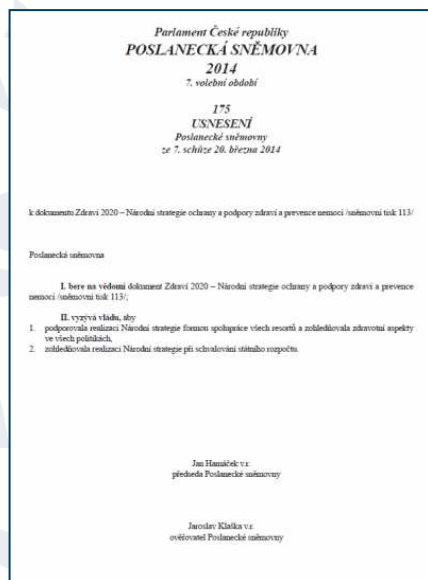 Parlament České republiky
POSLANECKÁ SNĚMOVNA
2014
7. volební období
175
USNESENÍ
Poslanecké sněmovny
ze 7. schůze 20. března 2014
k dokumentu Zdraví 2020 – Národní strategie ochrany a podpory zdraví a prevence nemocí /sněmovní tisk 113/
Poslanecká sněmovna
I. bere na vědomí dokument Zdraví 2020 – Národní strategie ochrany a podpory zdraví a prevence
nemocí /sněmovní tisk 113/;
II. vyzývá vládu, aby
1. podporovala realizaci Národní strategie formou spolupráce všech resortů a zohledňovala zdravotní aspekty
ve všech politikách,
2. zohledňovala realizaci Národní strategie při schvalování státního rozpočtu.
Jan Hamáček v.r.
předseda Poslanecké sněmovny
Jaroslav Klaška v.r.
ověřovatel Poslanecké sněmovny